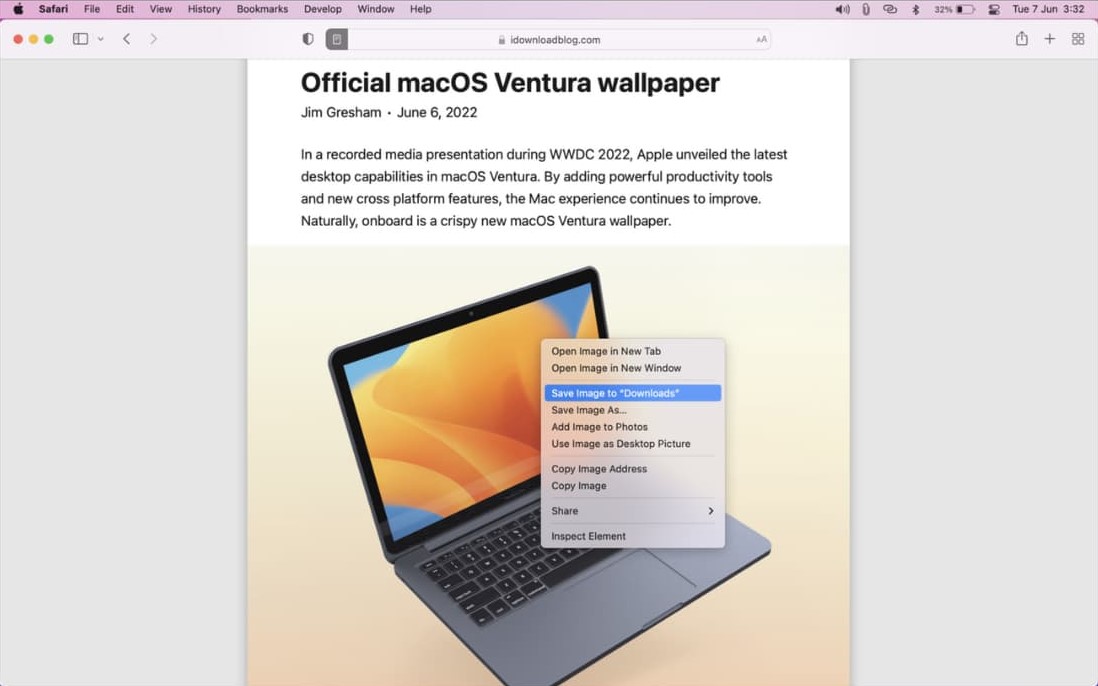 Safari File Edit View History Bookmarks Develop Window Help 32% Tue 7 Jun 3:32
idownloadblog.com AA
Official macOS Ventura wallpaper
Jim Gresham • June 6, 2022
In a recorded media presentation during WWDC 2022, Apple unveiled the latest
desktop capabilities in macOS Ventura. By adding powerful productivity tools
and new cross platform features, the Mac experience continues to improve.
Naturally, onboard is a crispy new macOS Ventura wallpaper.
Open Image in New Tab
Open Image in New Window
Save Image to "Downloads"
Save Image As...
Add Image to Photos
Use Image as Desktop Picture
Copy Image Address
Copy Image
Share
Inspect Element